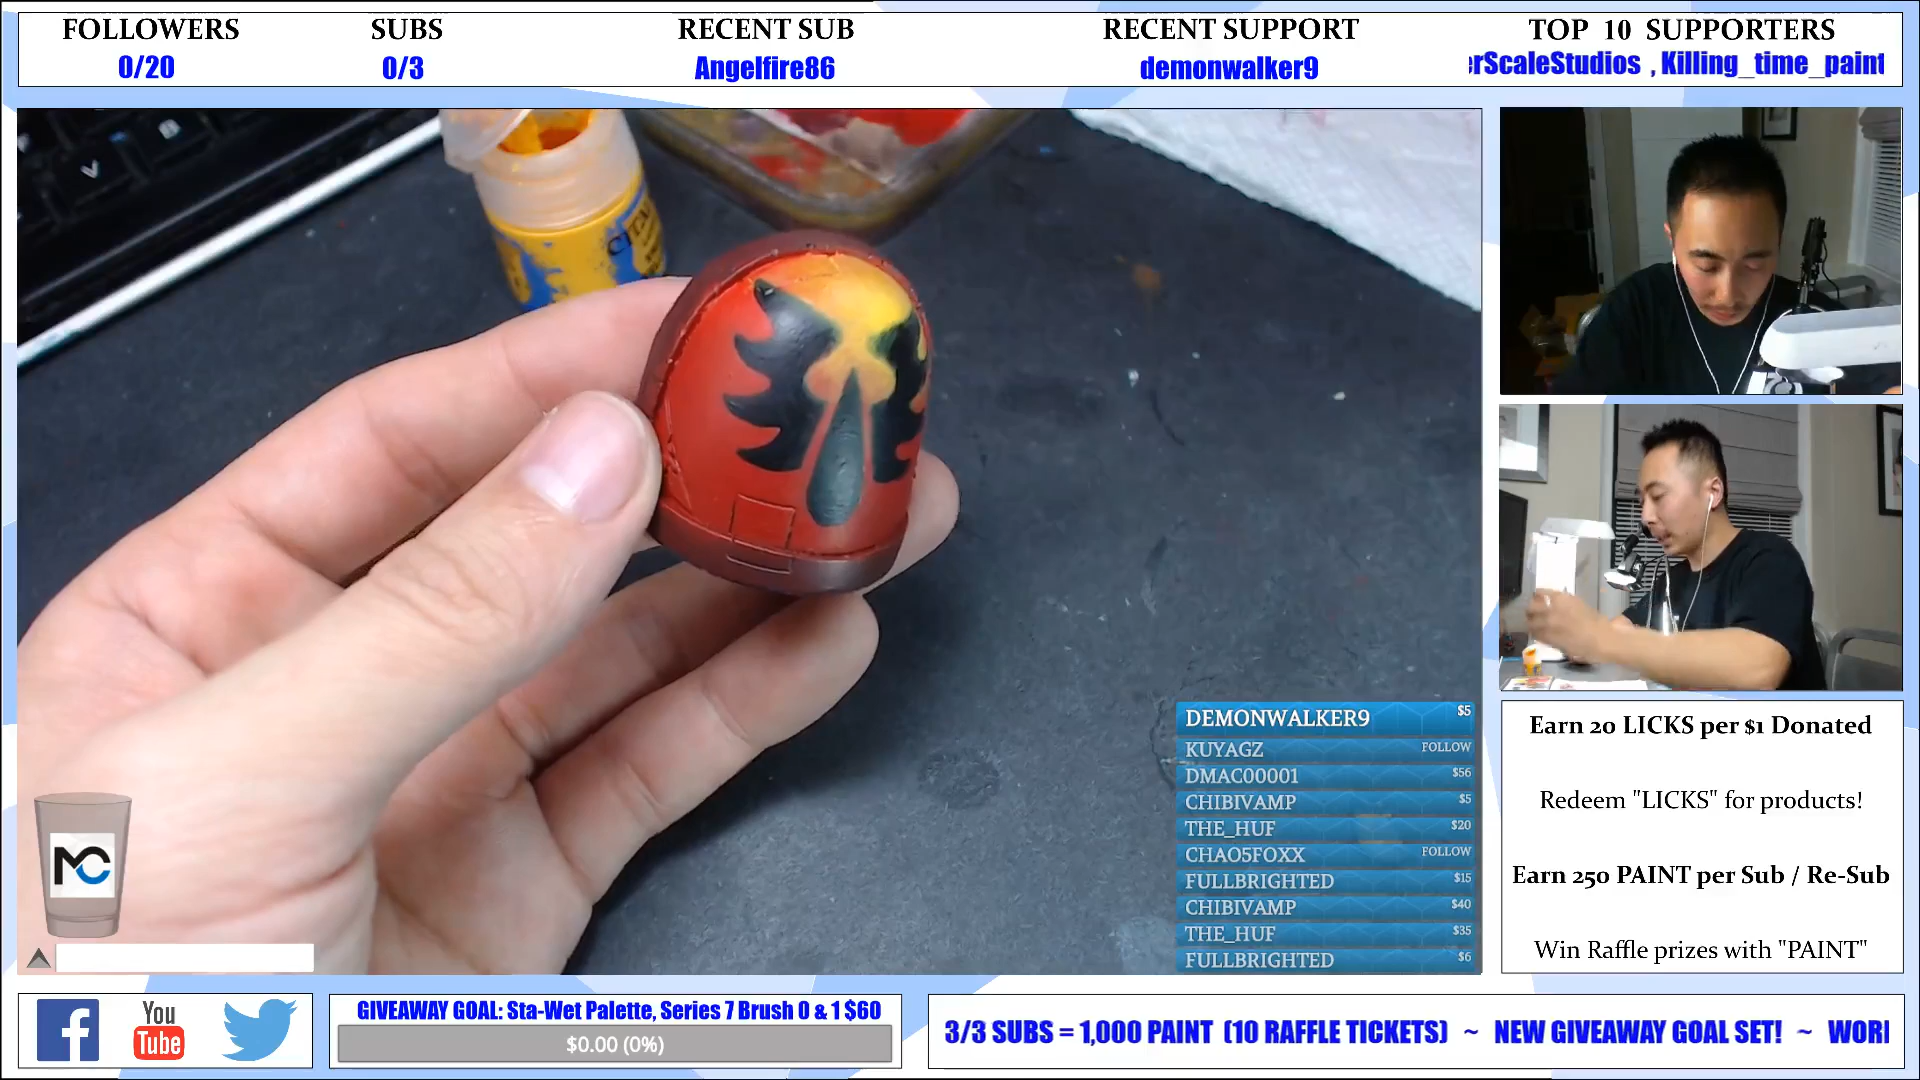 FOLLOWERS
0/20
SUBS
0/3
RECENT SUB
Angelfire86
RECENT SUPPORT
demonwalker9
TOP 10 SUPPORTERS
erScaleStudios , Killing_time_paint
V
DEMONWALKER9 $5
KUYAGZ FOLLOW
DMAC00001 $56
CHIBIVAMP $5
THE_HUF $20
CHAO5FOXX FOLLOW
FULLBRIGHTED $15
CHIBIVAMP $40
THE_HUF $35
FULLBRIGHTED $6
MC
Earn 20 LICKS per $1 Donated
Redeem "LICKS" for products!
Earn 250 PAINT per Sub / Re-Sub
Win Raffle prizes with "PAINT"
f
You
Tube
GIVEAWAY GOAL: Sta-Wet Palette, Series 7 Brush 0 & 1 $60
$0.00 (0%)
3/3 SUBS = 1,000 PAINT (10 RAFFLE TICKETS) ~ NEW GIVEAWAY GOAL SET! ~ WORI